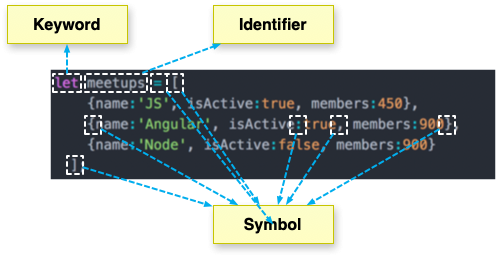 Keyword
Identifier
let meetups = [
{name:'JS', isActive:true, members:450},
{name:'Angular', isActive:true, members:900},
{name:'Node', isActive:false, members:900}
];
Symbol